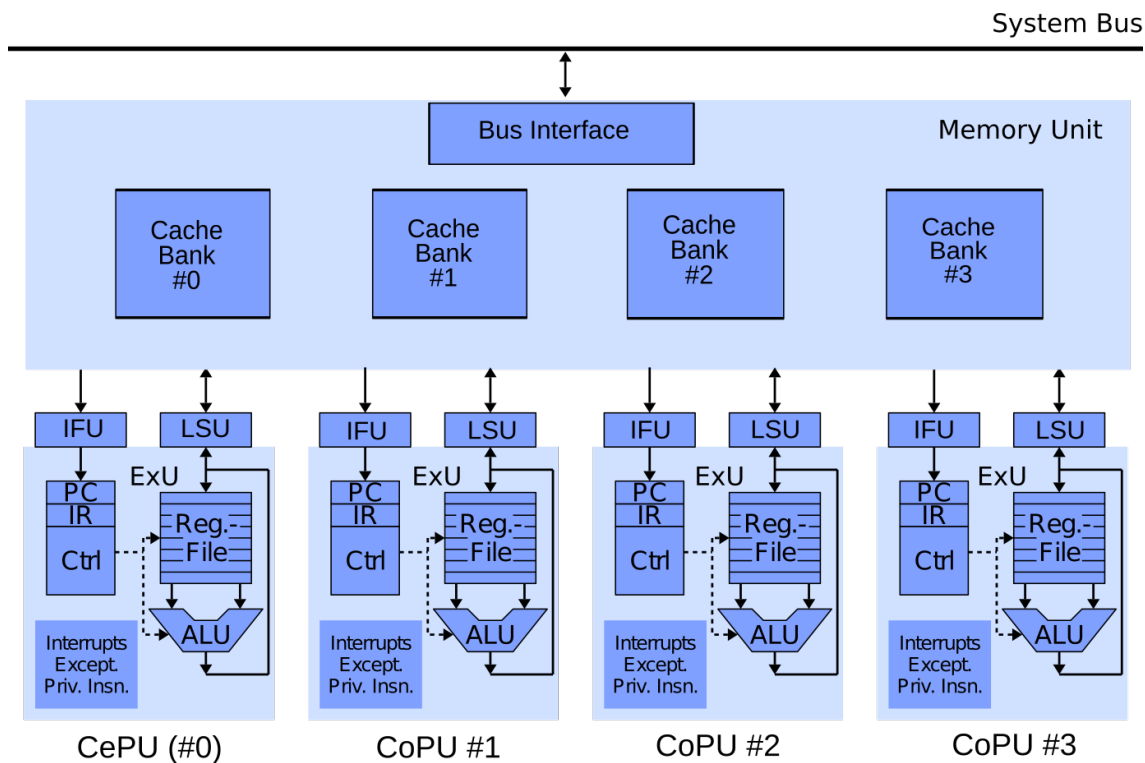 System Bus
Bus Interface
Memory Unit
Cache
Bank
#0
Cache
Bank
#1
Cache
Bank
#2
Cache
Bank
#3
IFU
LSU
IFU
LSU
IFU
LSU
IFU
LSU
ExU
PC
IR
Ctrl
Reg.-
File
ALU
Interrupts
Except.
Priv. Insn.
ExU
PC
IR
Ctrl
Reg.-
File
ALU
Interrupts
Except.
Priv. Insn.
ExU
PC
IR
Ctrl
Reg.-
File
ALU
Interrupts
Except.
Priv. Insn.
ExU
PC
IR
Ctrl
Reg.-
File
ALU
Interrupts
Except.
Priv. Insn.
CePU (#0)
CoPU #1
CoPU #2
CoPU #3